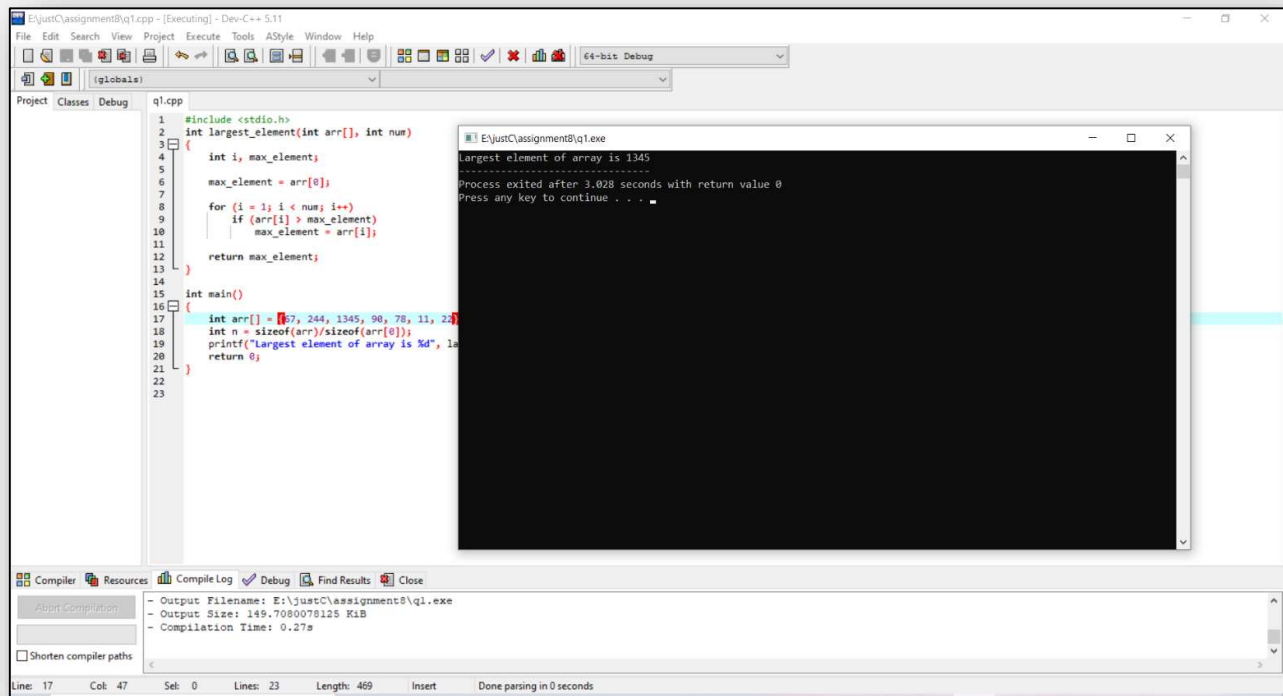 E:\justC\assignment8\q1.cpp - [Executing] - Dev-C++ 5.11
File Edit Search View Project Execute Tools AStyle Window Help
64-bit Debug
(globals)
Project Classes Debug q1.cpp
1 #include <stdio.h>
2 int largest_element(int arr[], int num)
3 {
4 int i, max_element;
5
6 max_element = arr[0];
7
8 for (i = 1; i < num; i++)
9 if (arr[i] > max_element)
10 max_element = arr[i];
11
12 return max_element;
13 }
14
15 int main()
16 {
17 int arr[] = {67, 244, 1345, 90, 78, 11, 22}
18 int n = sizeof(arr)/sizeof(arr[0]);
19 printf("Largest element of array is %d", la
20 return 0;
21 }
22
23
E:\justC\assignment8\q1.exe
Largest element of array is 1345
--------------------------------
Process exited after 3.028 seconds with return value 0
Press any key to continue . . .
Compiler Resources Compile Log Debug Find Results Close
Abort Compilation
Shorten compiler paths
- Output Filename: E:\justC\assignment8\q1.exe
- Output Size: 149.7080078125 KiB
- Compilation Time: 0.27s
Line: 17 Col: 47 Sel: 0 Lines: 23 Length: 469 Insert Done parsing in 0 seconds